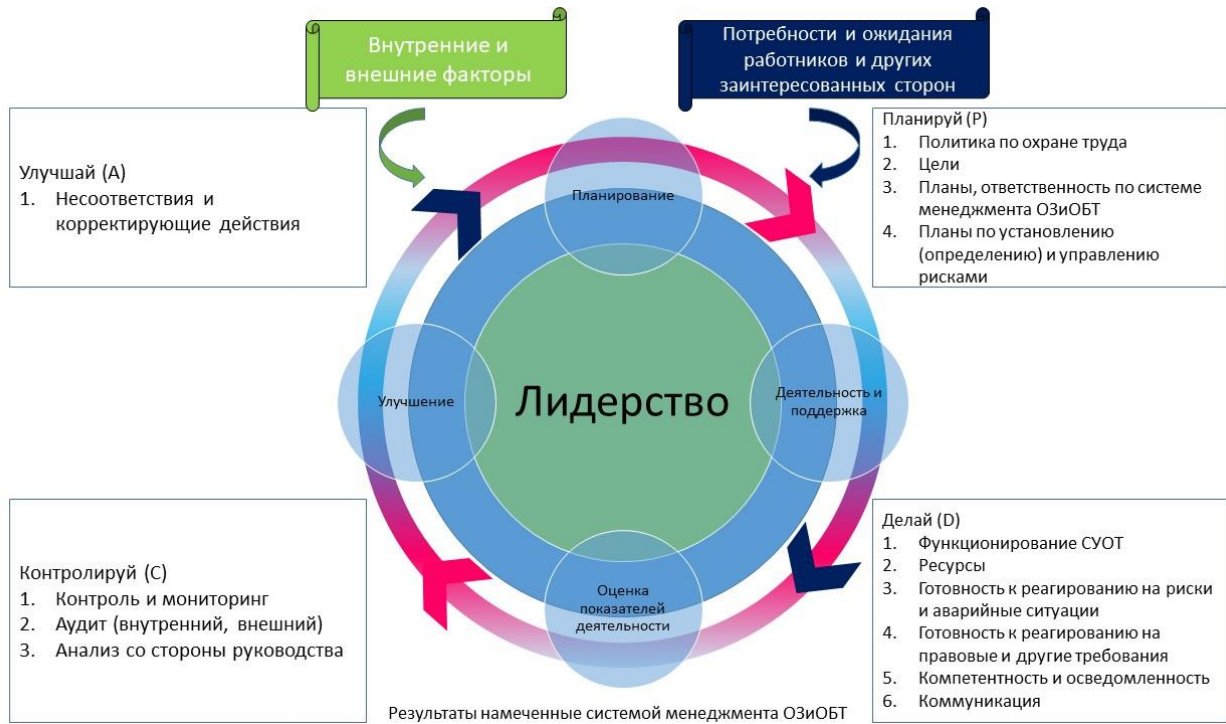 Внутренние и
внешние факторы
Потребности и ожидания
работников и других
заинтересованных сторон
Улучшай (A)
1. Несоответствия и
корректирующие действия
Планируй (P)
1. Политика по охране труда
2. Цели
3. Планы, ответственность по системе
менеджмента ОЗиОБТ
4. Планы по установлению
(определению) и управлению
рисками
Планирование
Улучшение
Лидерство
Деятельность и
поддержка
Оценка
показателей
деятельности
Контролируй (C)
1. Контроль и мониторинг
2. Аудит (внутренний, внешний)
3. Анализ со стороны руководства
Делай (D)
1. Функционирование СУОТ
2. Ресурсы
3. Готовность к реагированию на риски
и аварийные ситуации
4. Готовность к реагированию на
правовые и другие требования
5. Компетентность и осведомленность
6. Коммуникация
Результаты намеченные системой менеджмента ОЗиОБТ